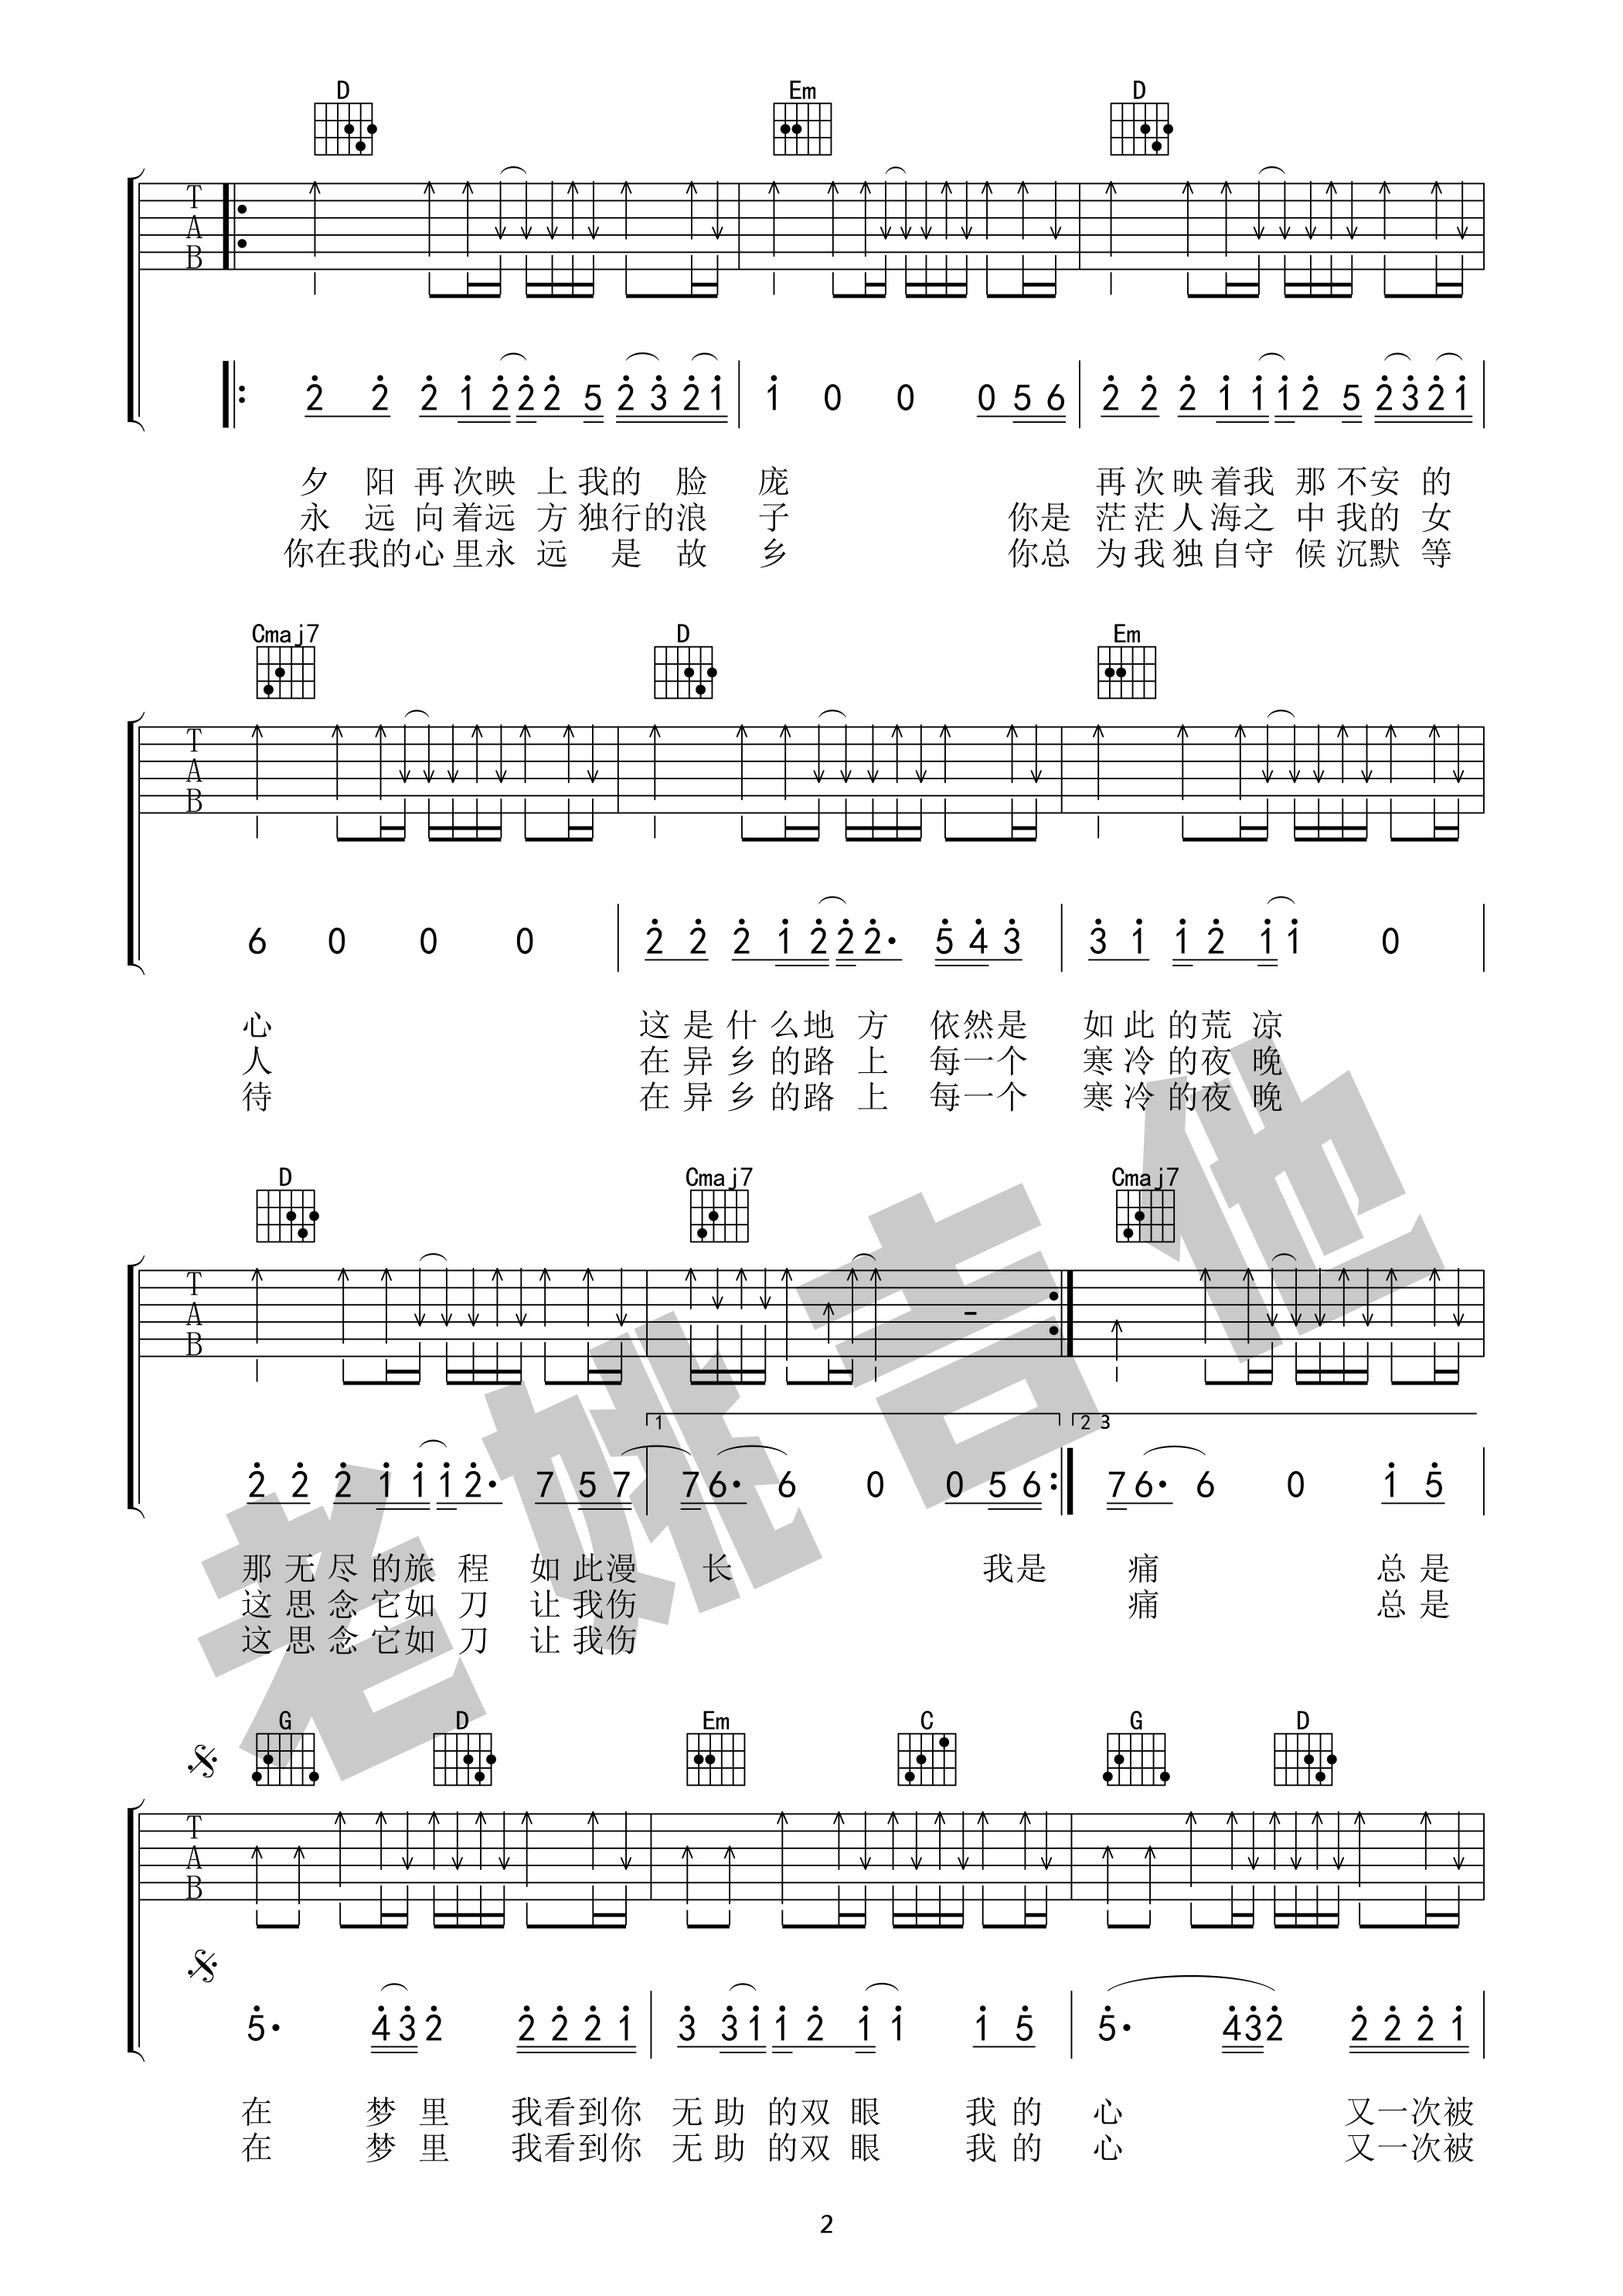 D Em D
T
A
B
2 2 2 1 2 2 2 5 2 3 2 1 1 0 0 0 5 6 2 2 2 1 1 1 2 5 2 3 2 1
夕 阳 再 次 映 上 我 的 脸 庞 再 次 映 着 我 那 不 安 的
永 远 向 着 远 方 独 行 的 浪 子 你 是 茫 茫 人 海 之 中 我 的 女
你 在 我 的 心 里 永 远 是 故 乡 你 总 为 我 独 自 守 候 沉 默 等
Cmaj7 D Em
T
A
B
6 0 0 0 2 2 2 1 2 2 2· 5 4 3 3 1 1 2 1 1 0
心 这 是 什 么 地 方 依 然 是 如 此 的 荒 凉
人 在 异 乡 的 路 上 每 一 个 寒 冷 的 夜 晚
待 在 异 乡 的 路 上 每 一 个 寒 冷 的 夜 晚
D Cmaj7 Cmaj7
T
A
B
1 2 3
2 2 2 1 1 1 2· 7 5 7 7 6· 6 0 0 5 6 7 6· 6 0 1 5
那 无 尽 的 旅 程 如 此 漫 长 我 是 痛 总 是
这 思 念 它 如 刀 让 我 伤 痛 总 是
这 思 念 它 如 刀 让 我 伤
G D Em C G D
T
A
B
5· 4 3 2 2 2 2 1 3 3 1 1 2 1 1 1 5 5· 4 3 2 2 2 2 1
在 梦 里 我 看 到 你 无 助 的 双 眼 我 的 心 又 一 次 被
在 梦 里 我 看 到 你 无 助 的 双 眼 我 的 心 又 一 次 被
老姚吉他
2